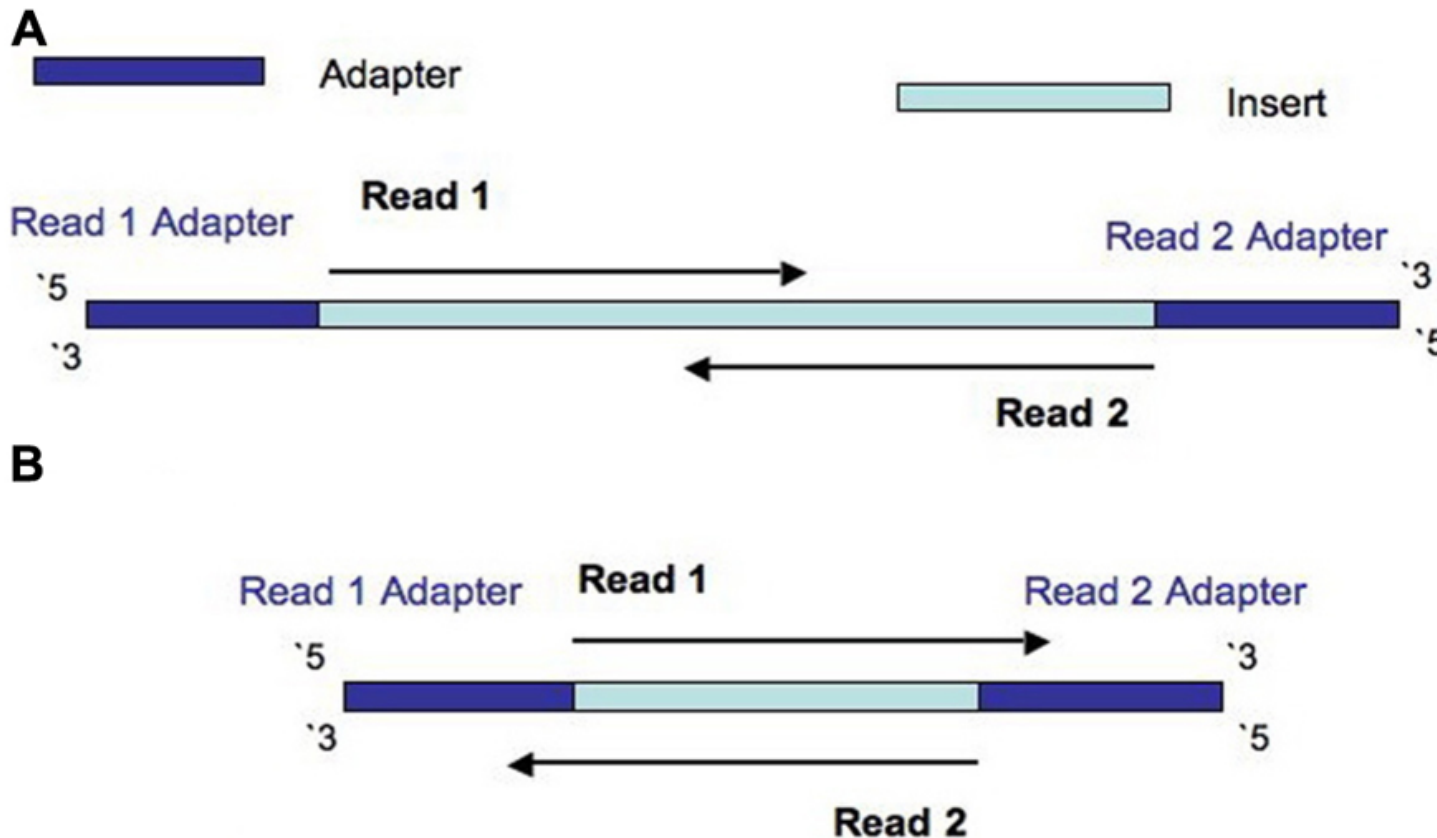 A
Adapter
Insert
Read 1
Read 1 Adapter
Read 2 Adapter
`5
`3
`3
`5
Read 2
B
Read 1 Adapter
Read 1
Read 2 Adapter
`5
`3
`3
`5
Read 2